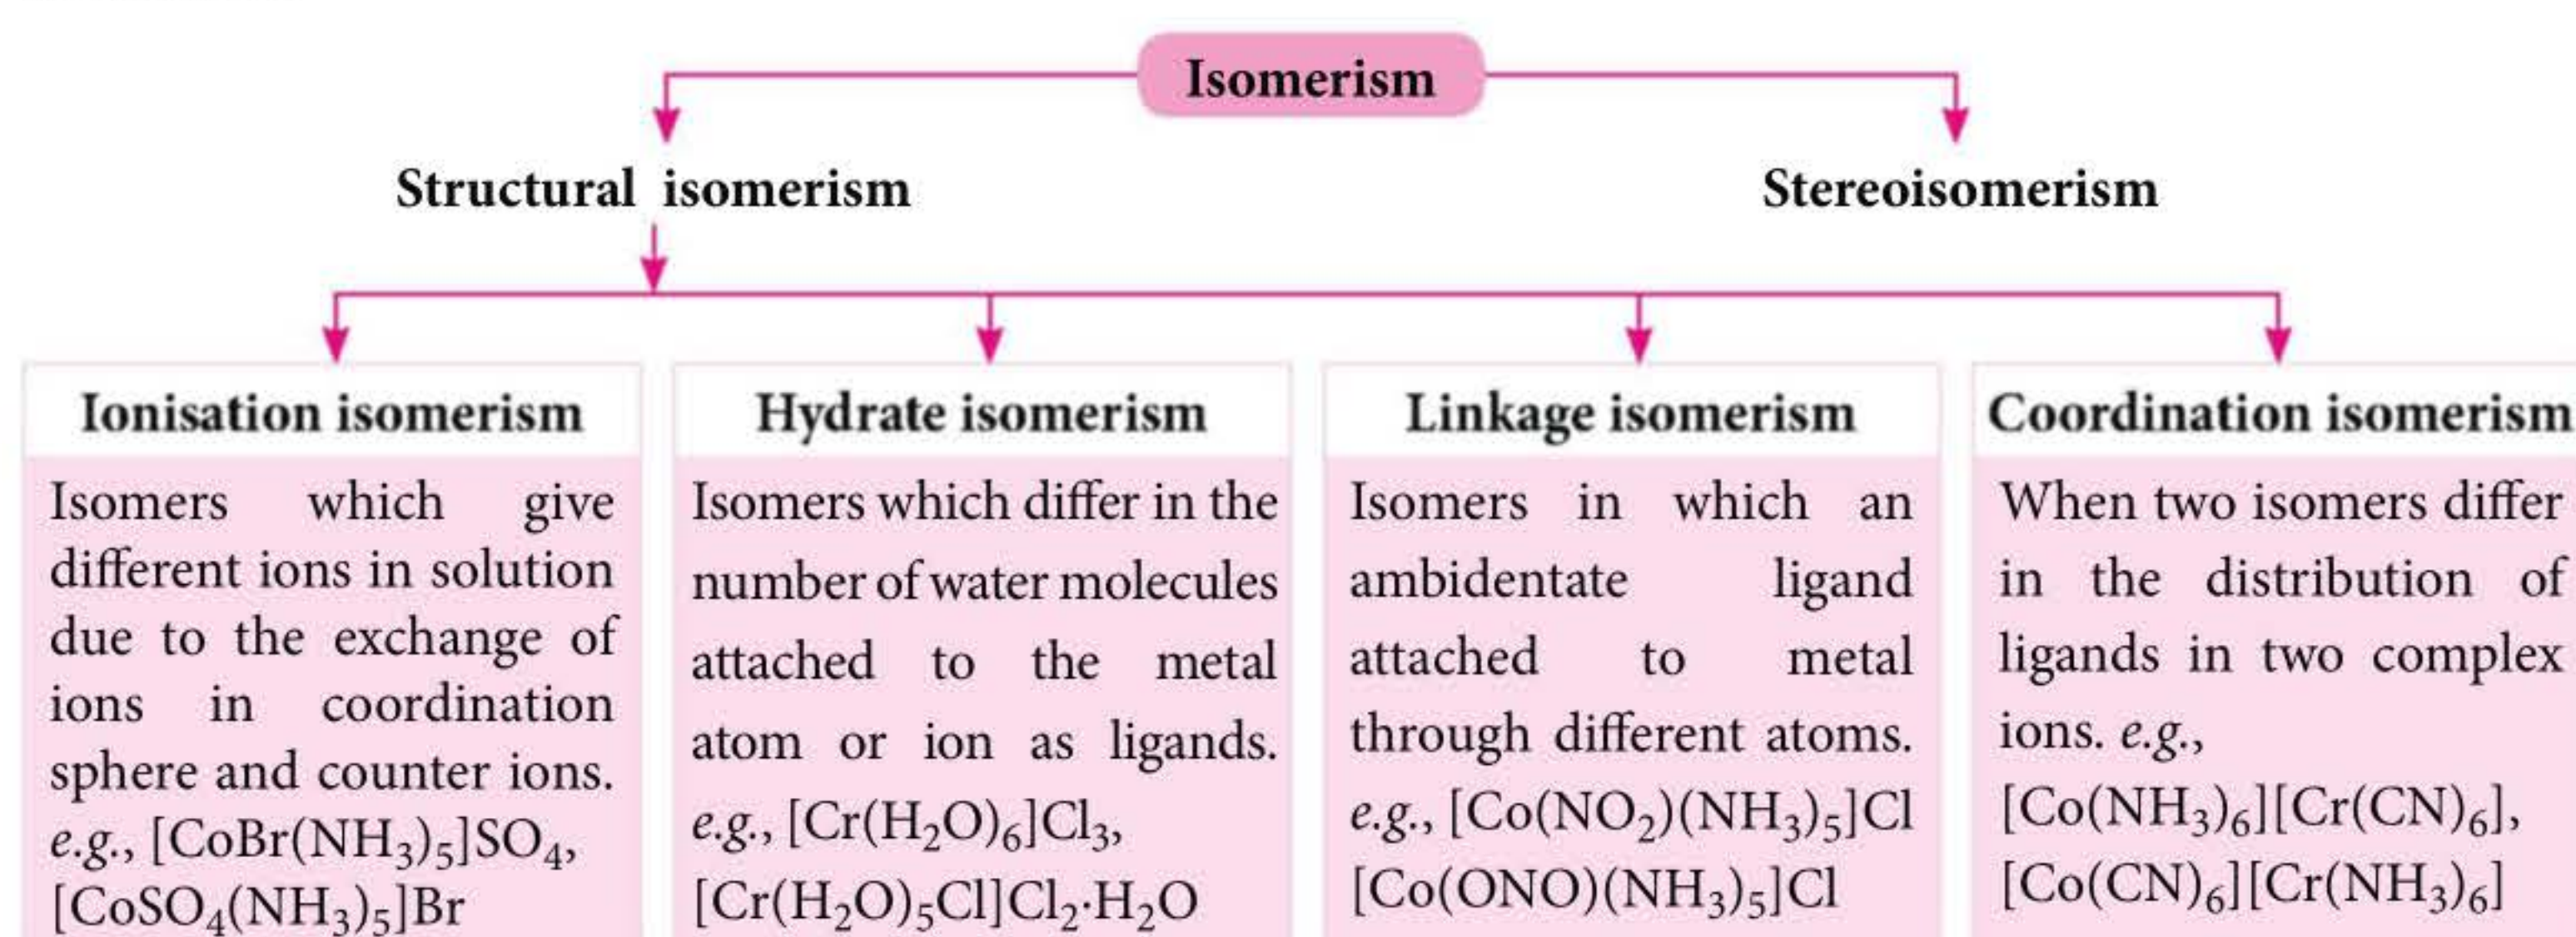 Isomerism
Structural isomerism
Stereoisomerism
Ionisation isomerism
Isomers which give
different ions in solution
due to the exchange of
ions in coordination
sphere and counter ions.
e.g., [CoBr(NH₃)₅]SO₄,
[CoSO₄(NH₃)₅]Br
Hydrate isomerism
Isomers which differ in the
number of water molecules
attached to the metal
atom or ion as ligands.
e.g., [Cr(H₂O)₆]Cl₃,
[Cr(H₂O)₅Cl]Cl₂·H₂O
Linkage isomerism
Isomers in which an
ambidentate ligand
attached to metal
through different atoms.
e.g., [Co(NO₂)(NH₃)₅]Cl
[Co(ONO)(NH₃)₅]Cl
Coordination isomerism
When two isomers differ
in the distribution of
ligands in two complex
ions. e.g.,
[Co(NH₃)₆][Cr(CN)₆],
[Co(CN)₆][Cr(NH₃)₆]